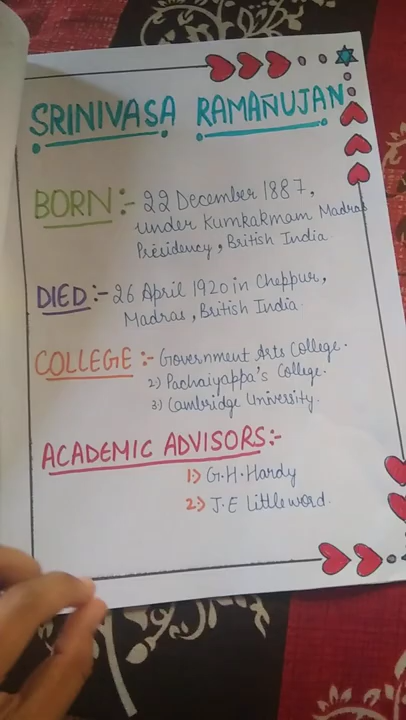 SRINIVASA RAMAÑUJAN
BORN:- 22 December 1887,
under Kumkakmam Madras
Presidency, British India
DIED:- 26 April 1920 in Cheppur,
Madras, British India.
COLLEGE:- Government Arts College.
2) Pachaiyappa's College.
3) Cambridge University.
ACADEMIC ADVISORS:-
1:) G.H.Hardy
2:) J.E Littleword.